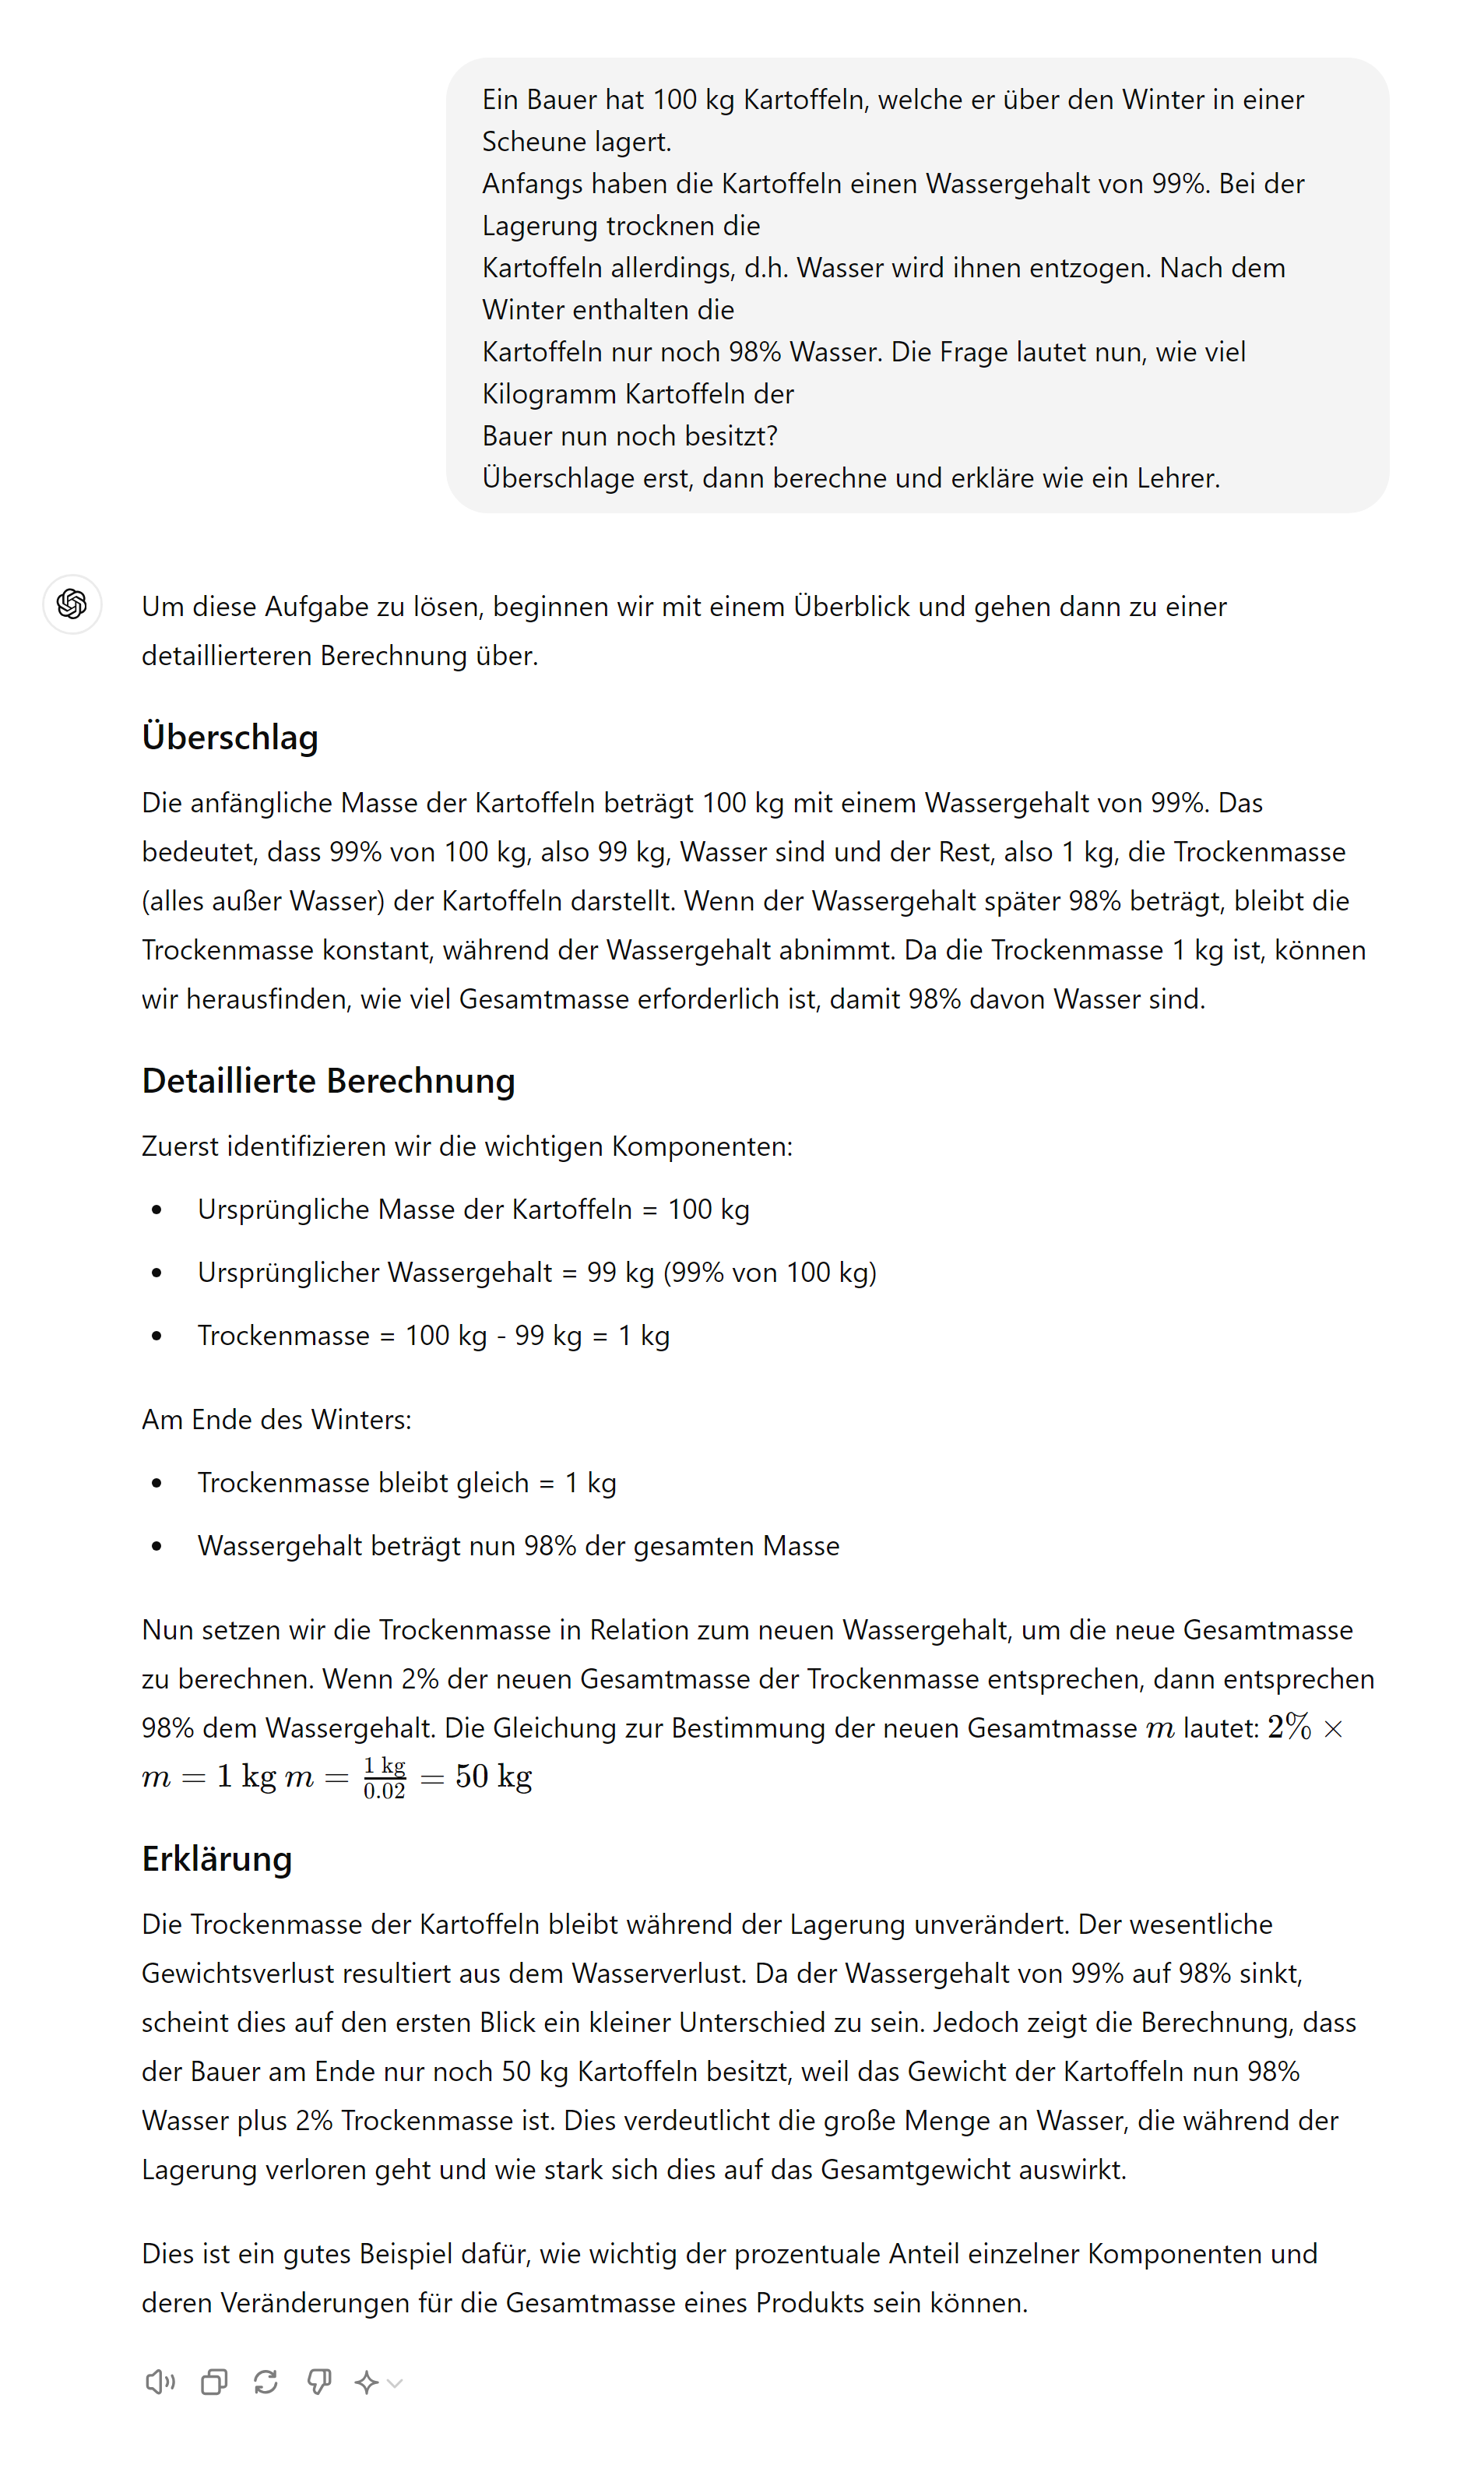 Ein Bauer hat 100 kg Kartoffeln, welche er über den Winter in einer
Scheune lagert.
Anfangs haben die Kartoffeln einen Wassergehalt von 99%. Bei der
Lagerung trocknen die
Kartoffeln allerdings, d.h. Wasser wird ihnen entzogen. Nach dem
Winter enthalten die
Kartoffeln nur noch 98% Wasser. Die Frage lautet nun, wie viel
Kilogramm Kartoffeln der
Bauer nun noch besitzt?
Überschlage erst, dann berechne und erkläre wie ein Lehrer.
Um diese Aufgabe zu lösen, beginnen wir mit einem Überblick und gehen dann zu einer
detaillierteren Berechnung über.
Überschlag
Die anfängliche Masse der Kartoffeln beträgt 100 kg mit einem Wassergehalt von 99%. Das
bedeutet, dass 99% von 100 kg, also 99 kg, Wasser sind und der Rest, also 1 kg, die Trockenmasse
(alles außer Wasser) der Kartoffeln darstellt. Wenn der Wassergehalt später 98% beträgt, bleibt die
Trockenmasse konstant, während der Wassergehalt abnimmt. Da die Trockenmasse 1 kg ist, können
wir herausfinden, wie viel Gesamtmasse erforderlich ist, damit 98% davon Wasser sind.
Detaillierte Berechnung
Zuerst identifizieren wir die wichtigen Komponenten:
• Ursprüngliche Masse der Kartoffeln = 100 kg
• Ursprünglicher Wassergehalt = 99 kg (99% von 100 kg)
• Trockenmasse = 100 kg - 99 kg = 1 kg
Am Ende des Winters:
• Trockenmasse bleibt gleich = 1 kg
• Wassergehalt beträgt nun 98% der gesamten Masse
Nun setzen wir die Trockenmasse in Relation zum neuen Wassergehalt, um die neue Gesamtmasse
zu berechnen. Wenn 2% der neuen Gesamtmasse der Trockenmasse entsprechen, dann entsprechen
98% dem Wassergehalt. Die Gleichung zur Bestimmung der neuen Gesamtmasse m lautet: 2% ×
m = 1 kg m = 1 kg/0.02 = 50 kg
Erklärung
Die Trockenmasse der Kartoffeln bleibt während der Lagerung unverändert. Der wesentliche
Gewichtsverlust resultiert aus dem Wasserverlust. Da der Wassergehalt von 99% auf 98% sinkt,
scheint dies auf den ersten Blick ein kleiner Unterschied zu sein. Jedoch zeigt die Berechnung, dass
der Bauer am Ende nur noch 50 kg Kartoffeln besitzt, weil das Gewicht der Kartoffeln nun 98%
Wasser plus 2% Trockenmasse ist. Dies verdeutlicht die große Menge an Wasser, die während der
Lagerung verloren geht und wie stark sich dies auf das Gesamtgewicht auswirkt.
Dies ist ein gutes Beispiel dafür, wie wichtig der prozentuale Anteil einzelner Komponenten und
deren Veränderungen für die Gesamtmasse eines Produkts sein können.